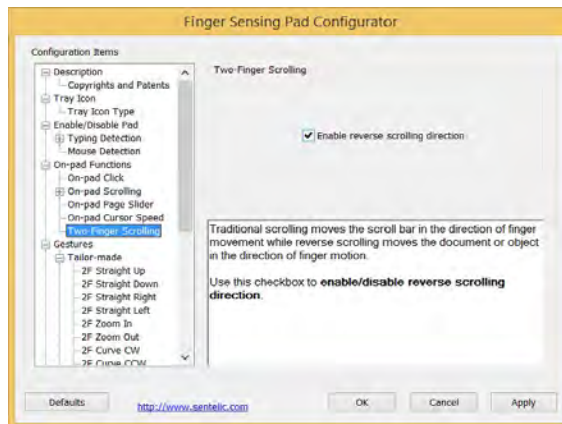 Finger Sensing Pad Configurator
Configuration Items
Description
Copyrights and Patents
Tray Icon
Tray Icon Type
Enable/Disable Pad
Typing Detection
Mouse Detection
On-pad Functions
On-pad Click
On-pad Scrolling
On-pad Page Slider
On-pad Cursor Speed
Two-Finger Scrolling
Gestures
Tailor-made
2F Straight Up
2F Straight Down
2F Straight Right
2F Straight Left
2F Zoom In
2F Zoom Out
2F Curve CW
2F Curve CCW
Two-Finger Scrolling
Enable reverse scrolling direction
Traditional scrolling moves the scroll bar in the direction of finger
movement while reverse scrolling moves the document or object
in the direction of finger motion.
Use this checkbox to enable/disable reverse scrolling
direction.
Defaults
http://www.sentelic.com
OK
Cancel
Apply